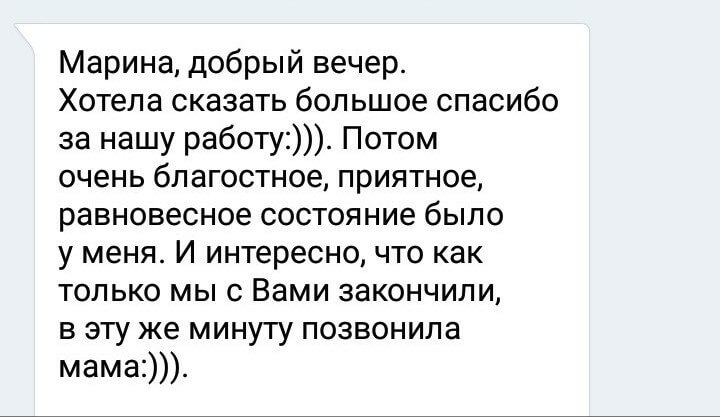 Марина, добрый вечер.
Хотела сказать большое спасибо
за нашу работу:))). Потом
очень благостное, приятное,
равновесное состояние было
у меня. И интересно, что как
только мы с Вами закончили,
в эту же минуту позвонила
мама:))).